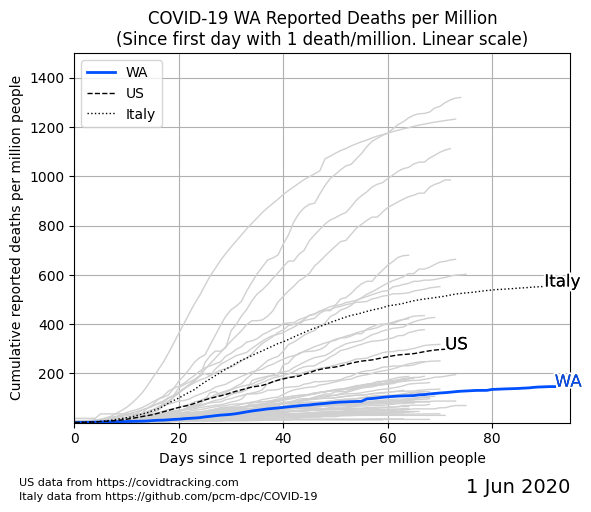 COVID-19 WA Reported Deaths per Million
(Since first day with 1 death/million. Linear scale)
Cumulative reported deaths per million people
1400
1200
1000
800
600
400
200
WA
US
Italy
Italy
US
WA
0
20
40
60
80
Days since 1 reported death per million people
US data from https://covidtracking.com
Italy data from https://github.com/pcm-dpc/COVID-19
1 Jun 2020